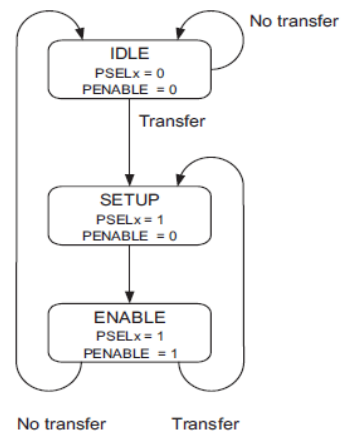 No transfer
IDLE
PSELx = 0
PENABLE = 0
Transfer
SETUP
PSELx = 1
PENABLE = 0
ENABLE
PSELx = 1
PENABLE = 1
No transfer
Transfer